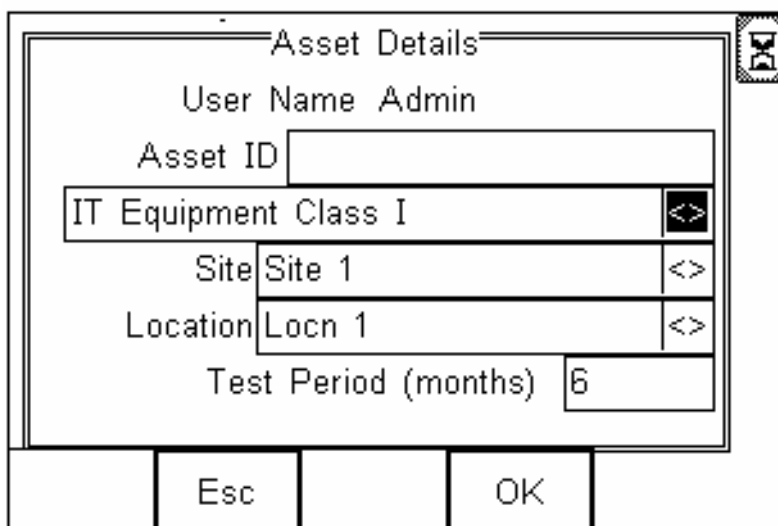 Asset Details
User Name Admin
Asset ID
IT Equipment Class I <>
Site Site 1 <>
Location Locn 1 <>
Test Period (months) 6
Esc OK